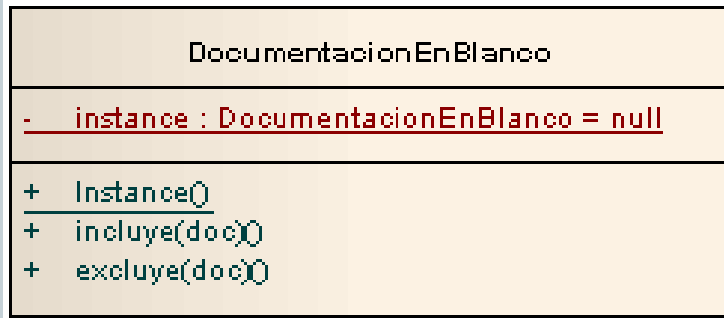 DocumentacionEnBlanco
- instance : DocumentacionEnBlanco = null
+ Instance()
+ incluye(doc)()
+ excluye(doc)()